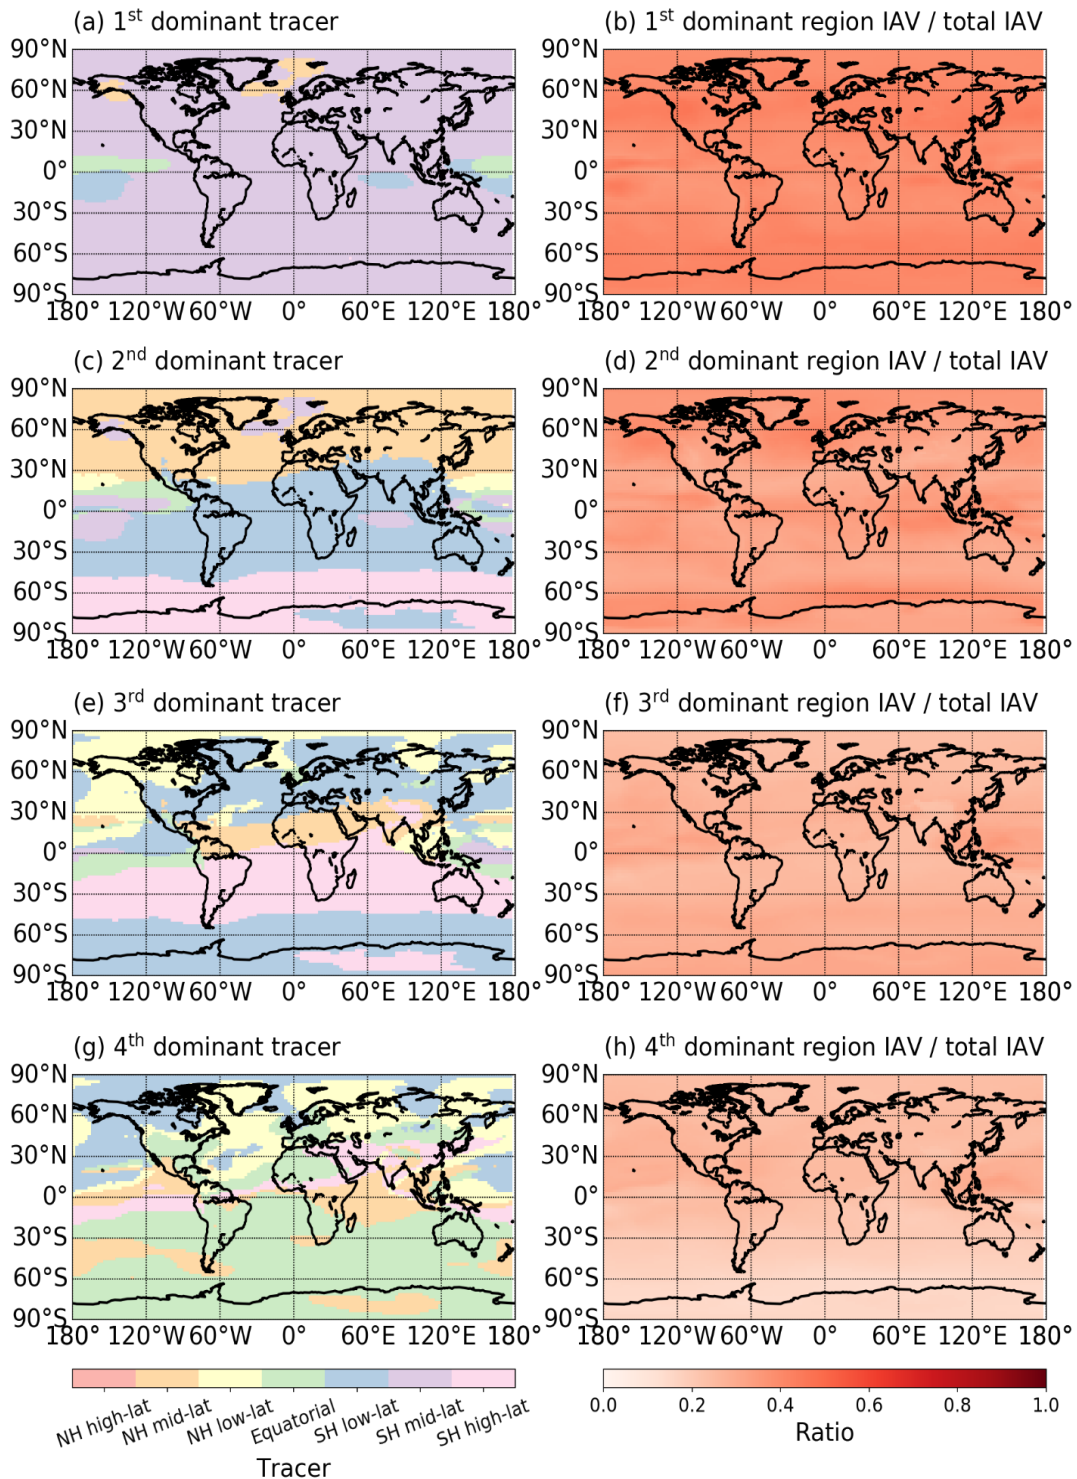 (a) 1st dominant tracer
(b) 1st dominant region IAV / total IAV
90°N
60°N
30°N
0°
30°S
60°S
90°S
180° 120°W 60°W 0° 60°E 120°E 180°
90°N
60°N
30°N
0°
30°S
60°S
90°S
180° 120°W 60°W 0° 60°E 120°E 180°
(c) 2nd dominant tracer
(d) 2nd dominant region IAV / total IAV
90°N
60°N
30°N
0°
30°S
60°S
90°S
180° 120°W 60°W 0° 60°E 120°E 180°
90°N
60°N
30°N
0°
30°S
60°S
90°S
180° 120°W 60°W 0° 60°E 120°E 180°
(e) 3rd dominant tracer
(f) 3rd dominant region IAV / total IAV
90°N
60°N
30°N
0°
30°S
60°S
90°S
180° 120°W 60°W 0° 60°E 120°E 180°
90°N
60°N
30°N
0°
30°S
60°S
90°S
180° 120°W 60°W 0° 60°E 120°E 180°
(g) 4th dominant tracer
(h) 4th dominant region IAV / total IAV
90°N
60°N
30°N
0°
30°S
60°S
90°S
180° 120°W 60°W 0° 60°E 120°E 180°
90°N
60°N
30°N
0°
30°S
60°S
90°S
180° 120°W 60°W 0° 60°E 120°E 180°
NH high-lat
NH mid-lat
NH low-lat
Equatorial
SH low-lat
SH mid-lat
SH high-lat
Tracer
0.0 0.2 0.4 0.6 0.8 1.0
Ratio